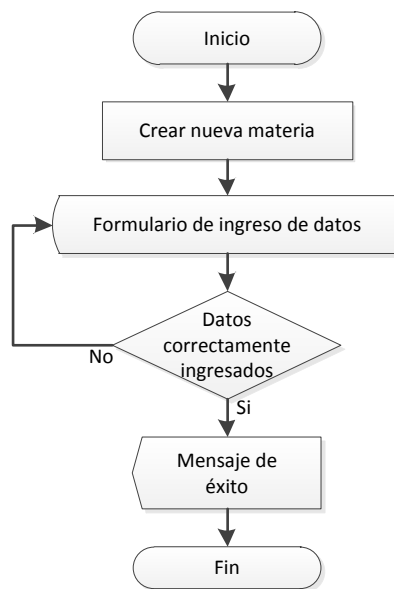 Inicio
Crear nueva materia
Formulario de ingreso de datos
Datos
correctamente
ingresados
No
Si
Mensaje de
éxito
Fin